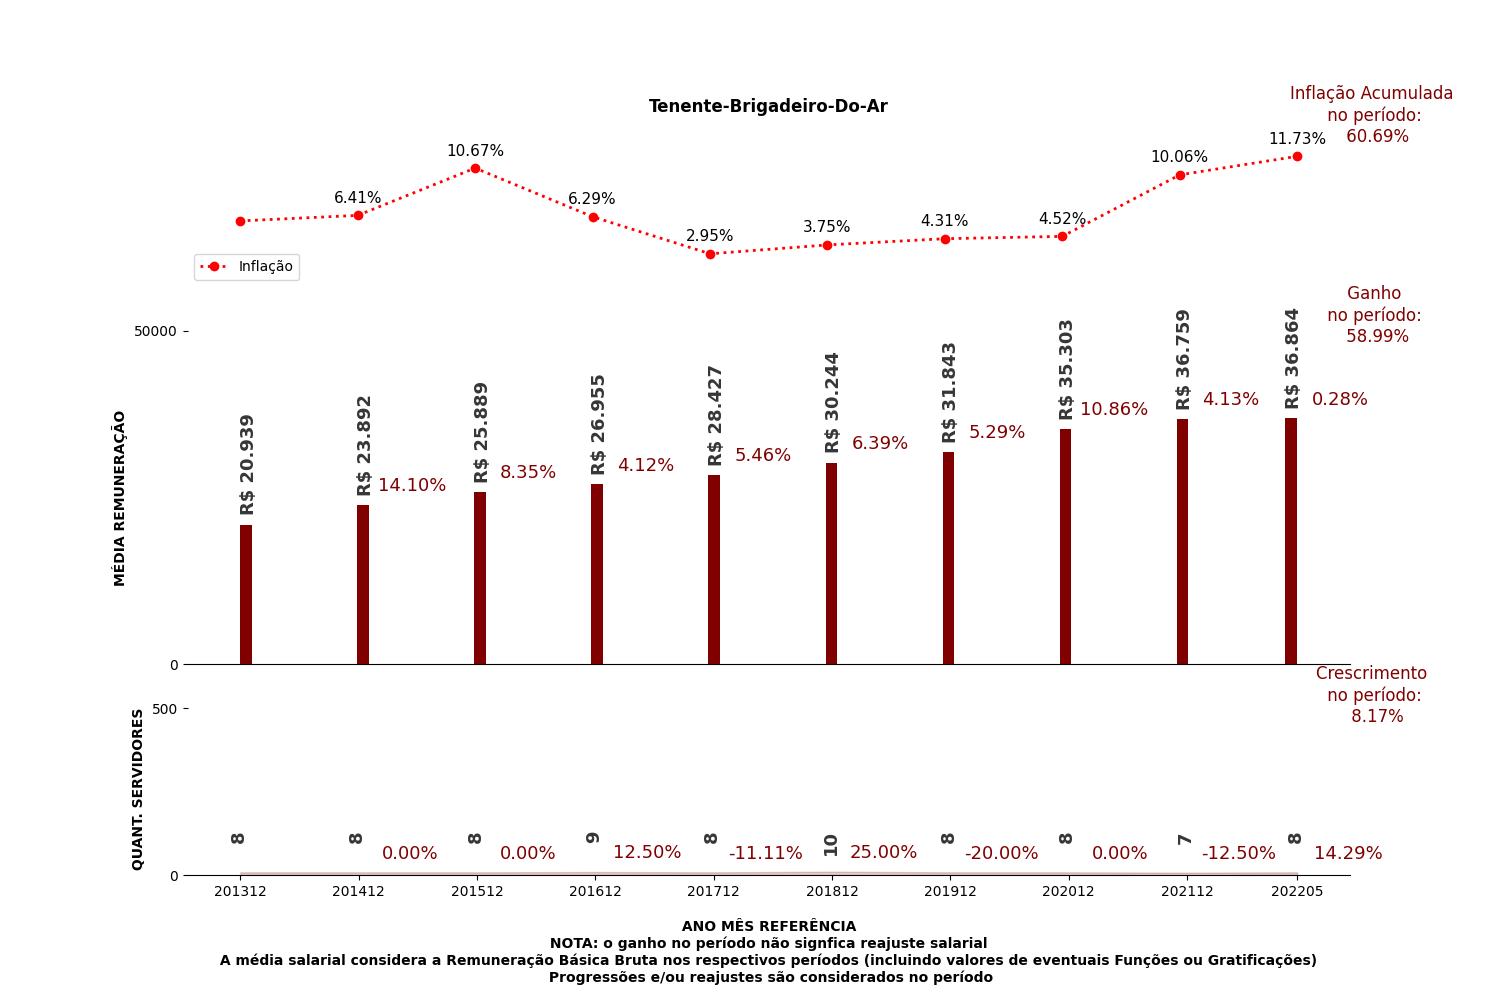 Tenente-Brigadeiro-Do-Ar
Inflação Acumulada
no período:
60.69%
6.41%
10.67%
6.29%
2.95%
3.75%
4.31%
4.52%
10.06%
11.73%
Inflação
Ganho
no período:
58.99%
MÉDIA REMUNERAÇÃO
50000
0
R$ 20.939
R$ 23.892
R$ 25.889
R$ 26.955
R$ 28.427
R$ 30.244
R$ 31.843
R$ 35.303
R$ 36.759
R$ 36.864
14.10%
8.35%
4.12%
5.46%
6.39%
5.29%
10.86%
4.13%
0.28%
Crescrimento
no período:
8.17%
QUANT. SERVIDORES
500
0
8
8
8
9
8
10
8
8
7
8
0.00%
0.00%
12.50%
-11.11%
25.00%
-20.00%
0.00%
-12.50%
14.29%
201312
201412
201512
201612
201712
201812
201912
202012
202112
202205
ANO MÊS REFERÊNCIA
NOTA: o ganho no período não signfica reajuste salarial
A média salarial considera a Remuneração Básica Bruta nos respectivos períodos (incluindo valores de eventuais Funções ou Gratificações)
Progressões e/ou reajustes são considerados no período